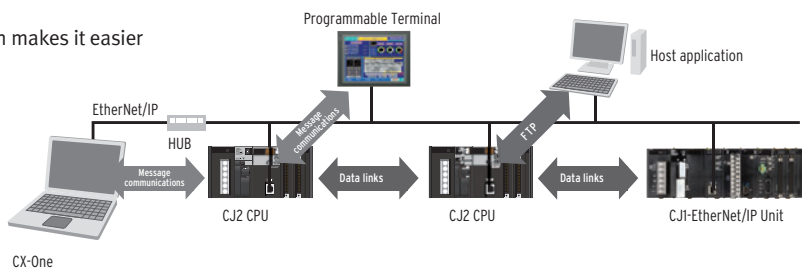 n makes it easier
Programmable Terminal
Host application
EtherNet/IP
HUB
Message
communications
Message
communications
FTP
Data links
Data links
CJ2 CPU
CJ2 CPU
CJ1-EtherNet/IP Unit
CX-One